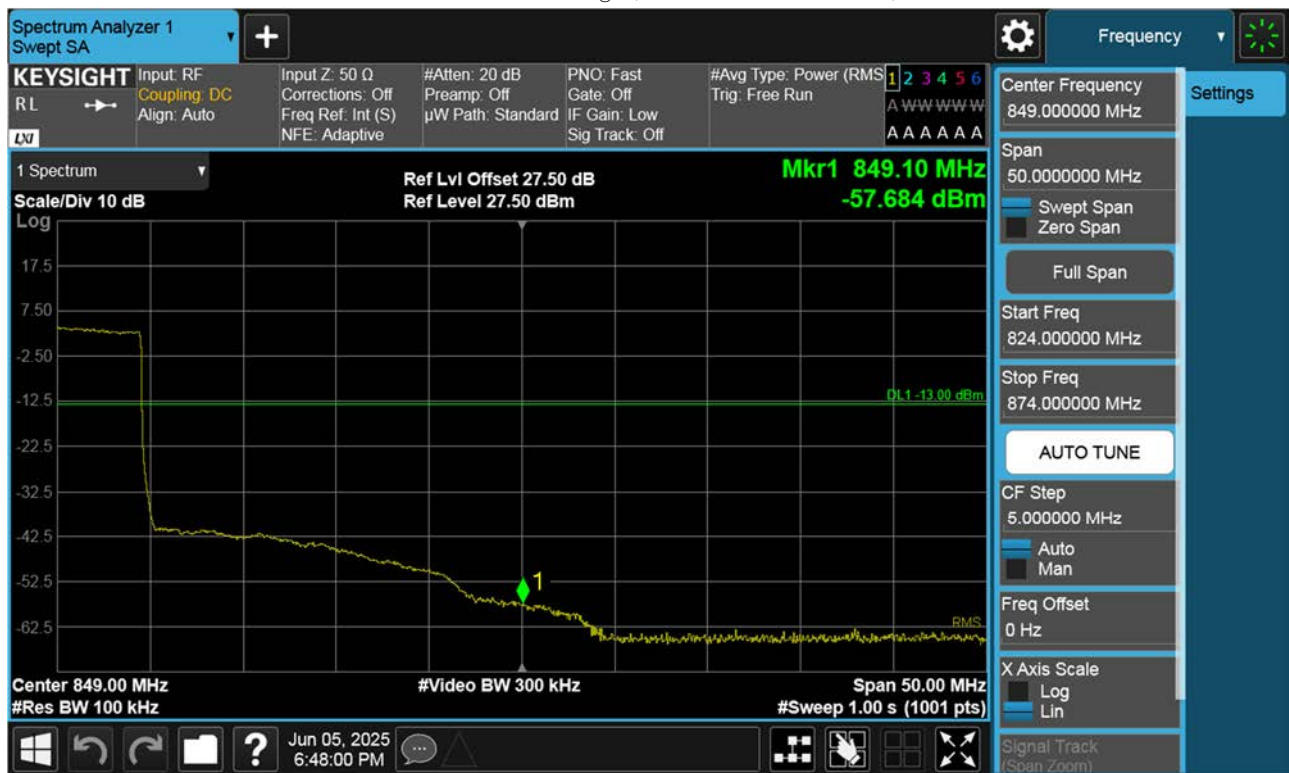 Spectrum Analyzer 1
Swept SA
+
Frequency
KEYSIGHT
RL
LXI
Input: RF
Coupling: DC
Align: Auto
Input Z: 50 Ω
Corrections: Off
Freq Ref: Int (S)
NFE: Adaptive
#Atten: 20 dB
Preamp: Off
µW Path: Standard
PNO: Fast
Gate: Off
IF Gain: Low
Sig Track: Off
#Avg Type: Power (RMS
Trig: Free Run
1 2 3 4 5 6
A W W W W W
A A A A A A
1 Spectrum
Scale/Div 10 dB
Ref Lvl Offset 27.50 dB
Ref Level 27.50 dBm
Mkr1 849.10 MHz
-57.684 dBm
Log
17.5
7.50
-2.50
-12.5
-22.5
-32.5
-42.5
-52.5
-62.5
DL1 -13.00 dBm
1
RMS
Center 849.00 MHz
#Res BW 100 kHz
#Video BW 300 kHz
Span 50.00 MHz
#Sweep 1.00 s (1001 pts)
Center Frequency
849.000000 MHz
Settings
Span
50.0000000 MHz
Swept Span
Zero Span
Full Span
Start Freq
824.000000 MHz
Stop Freq
874.000000 MHz
AUTO TUNE
CF Step
5.000000 MHz
Auto
Man
Freq Offset
0 Hz
X Axis Scale
Log
Lin
Signal Track
(Span Zoom)
?
Jun 05, 2025
6:48:00 PM